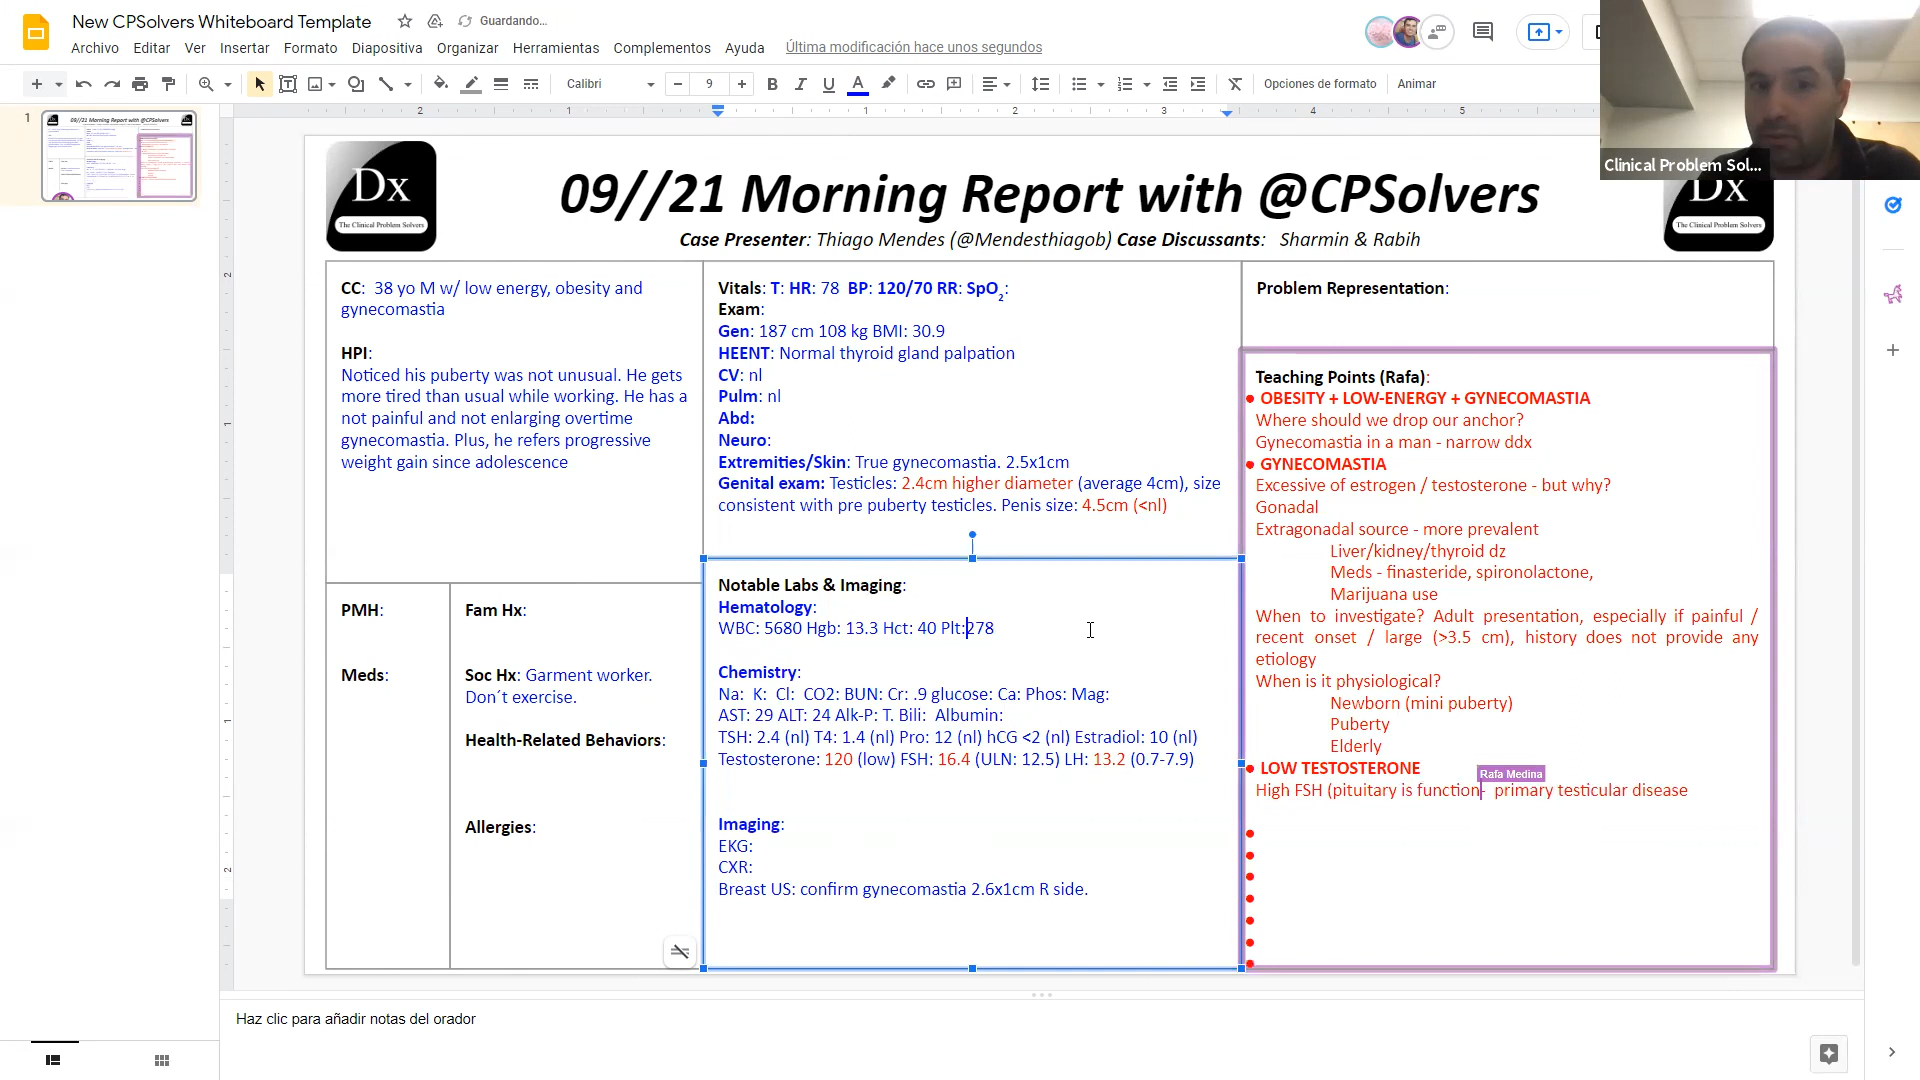 New CPSolvers Whiteboard Template
Guardando...
Archivo Editar Ver Insertar Formato Diapositiva Organizar Herramientas Complementos Ayuda Última modificación hace unos segundos
Calibri 9 Opciones de formato Animar
2 1 1 2 3 4 5
Clinical Problem Sol...
1
Dx
The Clinical Problem Solvers
09//21 Morning Report with @CPSolvers
Case Presenter: Thiago Mendes (@Mendesthiagob) Case Discussants: Sharmin & Rabih
Dx
The Clinical Problem Solvers
CC: 38 yo M w/ low energy, obesity and
gynecomastia
HPI:
Noticed his puberty was not unusual. He gets
more tired than usual while working. He has a
not painful and not enlarging overtime
gynecomastia. Plus, he refers progressive
weight gain since adolescence
PMH:
Meds:
Fam Hx:
Soc Hx: Garment worker.
Don´t exercise.
Health-Related Behaviors:
Allergies:
Vitals: T: HR: 78 BP: 120/70 RR: SpO2:
Exam:
Gen: 187 cm 108 kg BMI: 30.9
HEENT: Normal thyroid gland palpation
CV: nl
Pulm: nl
Abd:
Neuro:
Extremities/Skin: True gynecomastia. 2.5x1cm
Genital exam: Testicles: 2.4cm higher diameter (average 4cm), size
consistent with pre puberty testicles. Penis size: 4.5cm (<nl)
Notable Labs & Imaging:
Hematology:
WBC: 5680 Hgb: 13.3 Hct: 40 Plt:278
Chemistry:
Na: K: Cl: CO2: BUN: Cr: .9 glucose: Ca: Phos: Mag:
AST: 29 ALT: 24 Alk-P: T. Bili: Albumin:
TSH: 2.4 (nl) T4: 1.4 (nl) Pro: 12 (nl) hCG <2 (nl) Estradiol: 10 (nl)
Testosterone: 120 (low) FSH: 16.4 (ULN: 12.5) LH: 13.2 (0.7-7.9)
Imaging:
EKG:
CXR:
Breast US: confirm gynecomastia 2.6x1cm R side.
Problem Representation:
Teaching Points (Rafa):
● OBESITY + LOW-ENERGY + GYNECOMASTIA
Where should we drop our anchor?
Gynecomastia in a man - narrow ddx
● GYNECOMASTIA
Excessive of estrogen / testosterone - but why?
Gonadal
Extragonadal source - more prevalent
Liver/kidney/thyroid dz
Meds - finasteride, spironolactone,
Marijuana use
When to investigate? Adult presentation, especially if painful /
recent onset / large (>3.5 cm), history does not provide any
etiology
When is it physiological?
Newborn (mini puberty)
Puberty
Elderly
● LOW TESTOSTERONE
Rafa Medina
High FSH (pituitary is function- primary testicular disease
Haz clic para añadir notas del orador